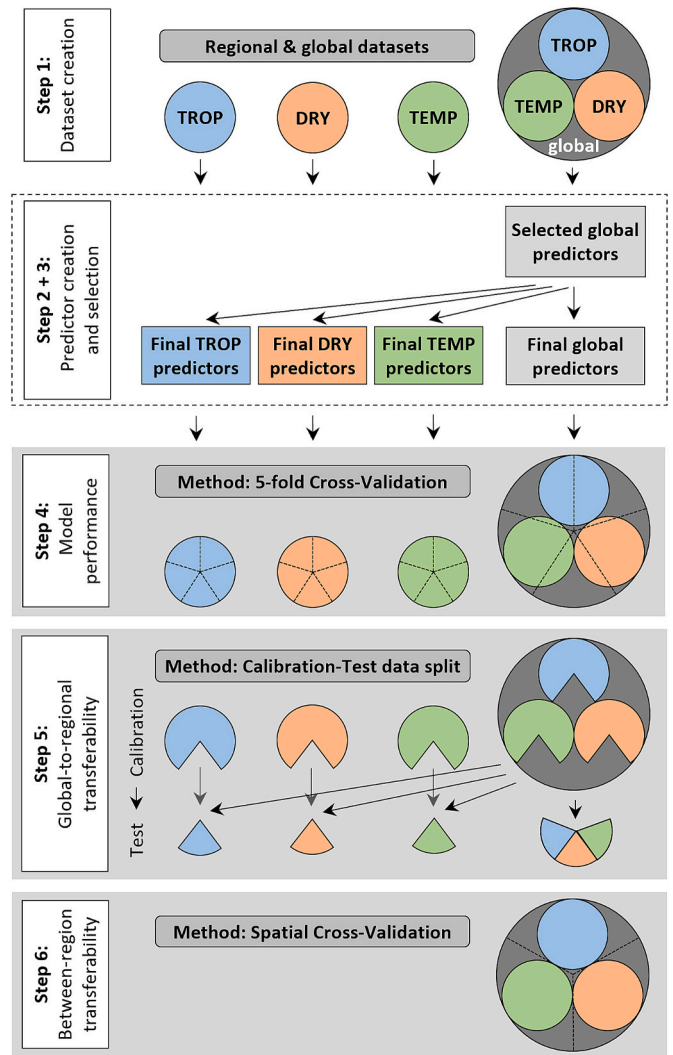 Step 1:
Dataset creation
Regional & global datasets
TROP
DRY
TEMP
TROP
TEMP
DRY
global
Step 2 + 3:
Predictor creation
and selection
Selected global
predictors
Final TROP
predictors
Final DRY
predictors
Final TEMP
predictors
Final global
predictors
Step 4:
Model
performance
Method: 5-fold Cross-Validation
Step 5:
Global-to-regional
transferability
Method: Calibration-Test data split
Calibration
Test
Step 6:
Between-region
transferability
Method: Spatial Cross-Validation